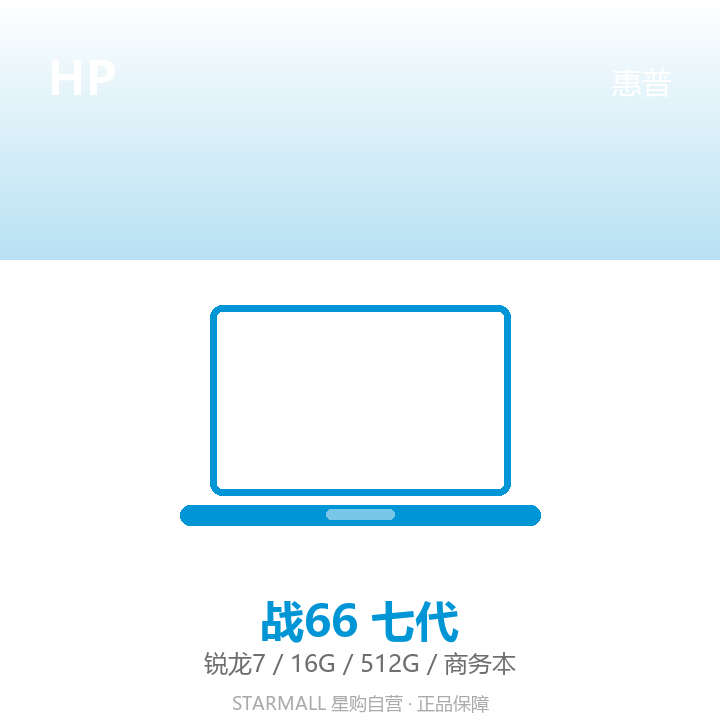 HP
惠普
战66 七代
锐龙7 / 16G / 512G / 商务本
STARMALL 星购自营 · 正品保障